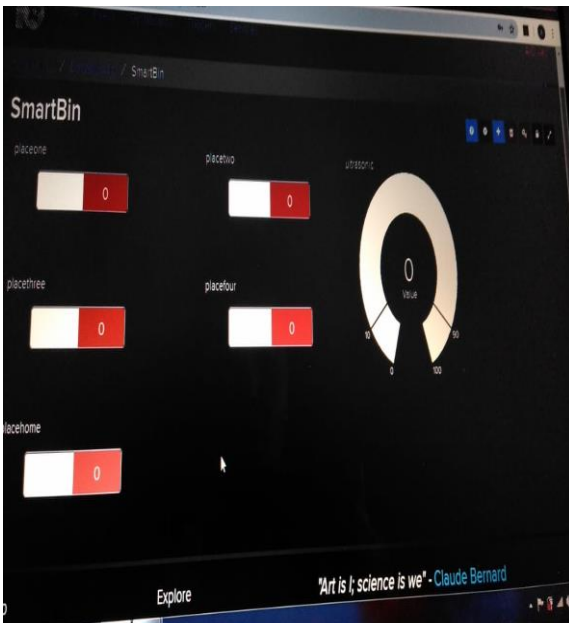 / SmartBin
SmartBin
placeone
0
placetwo
0
ultrasonic
0
Value
10
90
0
100
placethree
0
placefour
0
placehome
0
Explore
"Art is I; science is we" - Claude Bernard